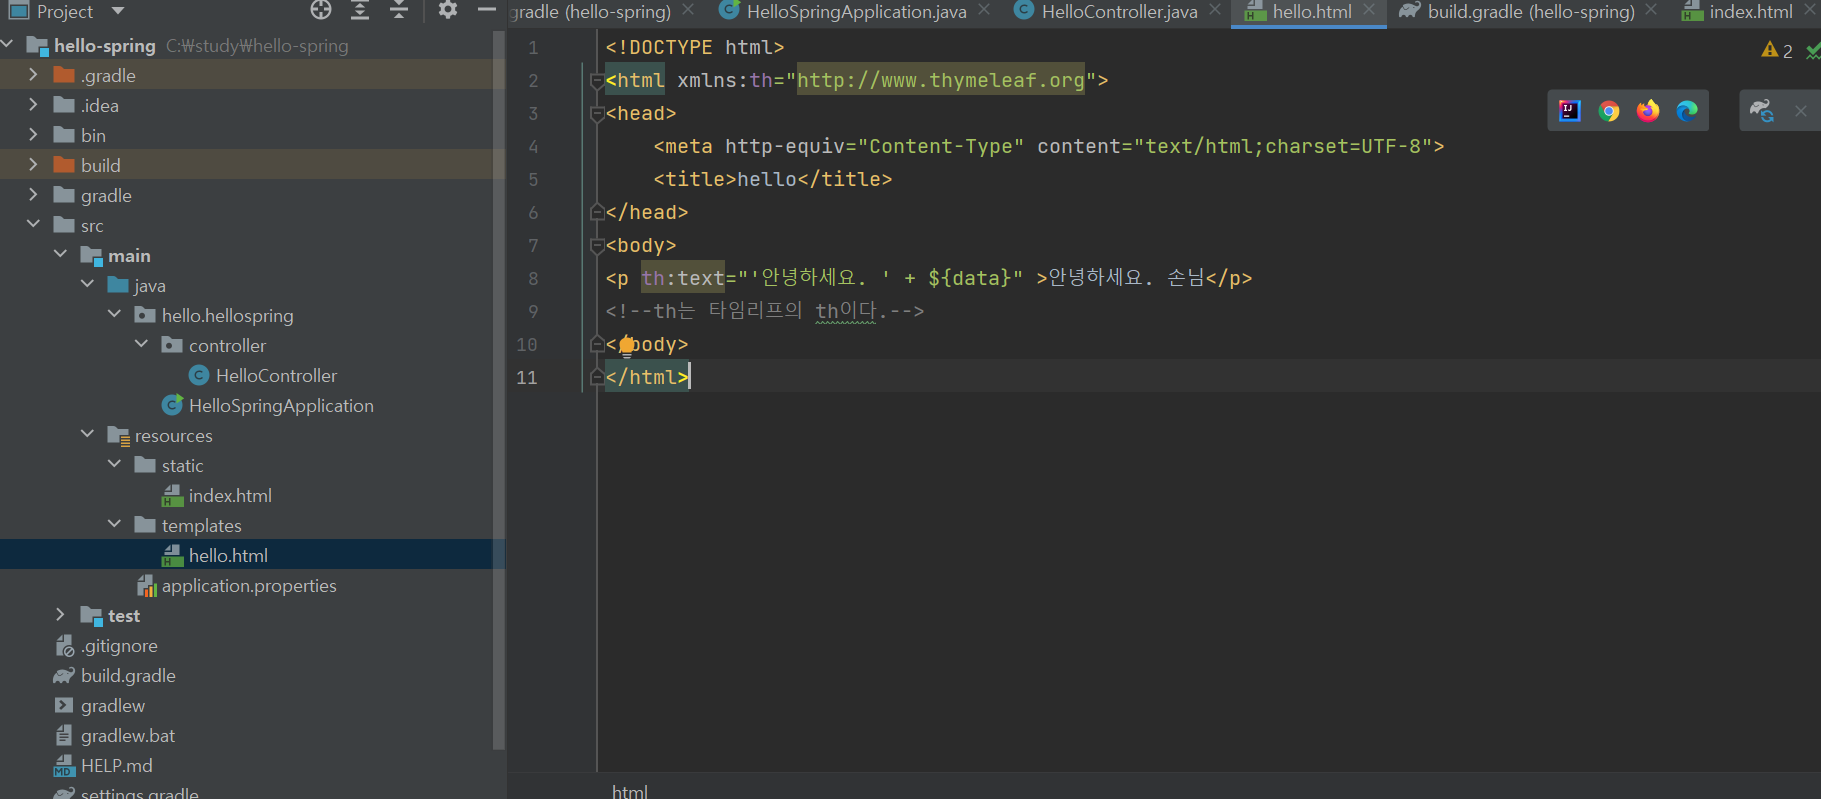 Project
gradle (hello-spring)
HelloSpringApplication.java
HelloController.java
hello.html
build.gradle (hello-spring)
index.html
hello-spring C:₩study₩hello-spring
.gradle
.idea
bin
build
gradle
src
main
java
hello.hellospring
controller
HelloController
HelloSpringApplication
resources
static
index.html
templates
hello.html
application.properties
test
.gitignore
build.gradle
gradlew
gradlew.bat
HELP.md
settings.gradle
2
1 <!DOCTYPE html>
2 <html xmlns:th="http://www.thymeleaf.org">
3 <head>
4 <meta http-equiv="Content-Type" content="text/html;charset=UTF-8">
5 <title>hello</title>
6 </head>
7 <body>
8 <p th:text="'안녕하세요. ' + ${data}" >안녕하세요. 손님</p>
9 <!--th는 타임리프의 th이다.-->
10 </body>
11 </html>
html